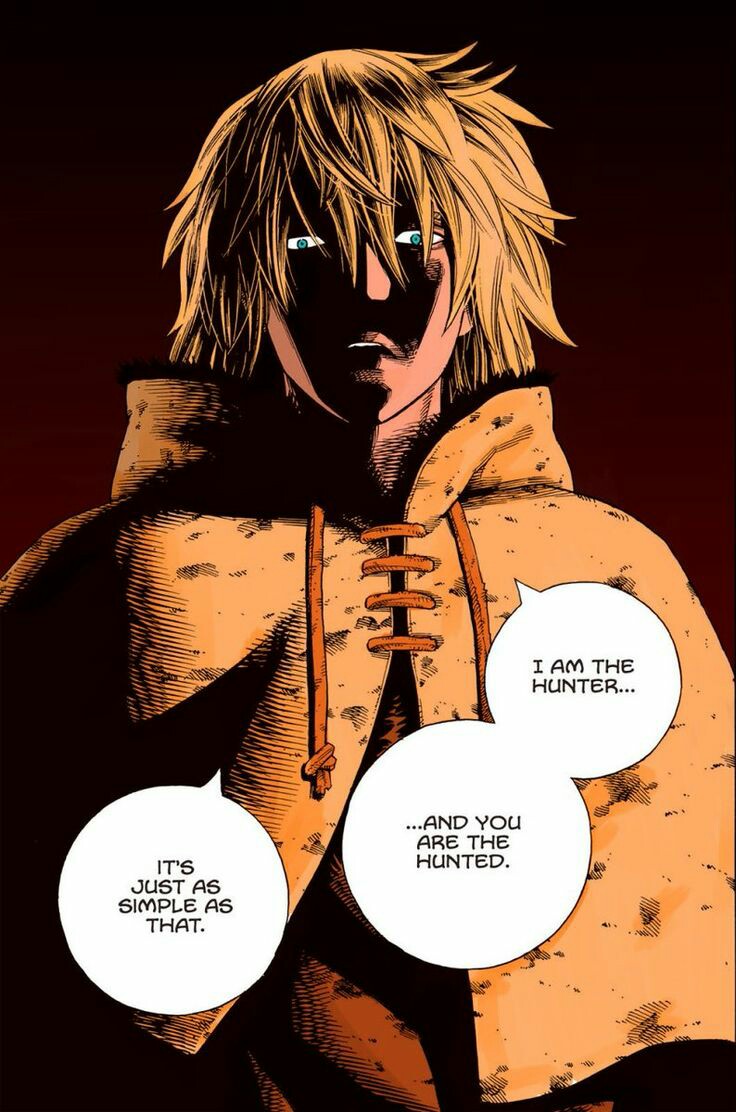 I AM THE
HUNTER...
...AND YOU
ARE THE
HUNTED.
IT'S
JUST AS
SIMPLE AS
THAT.